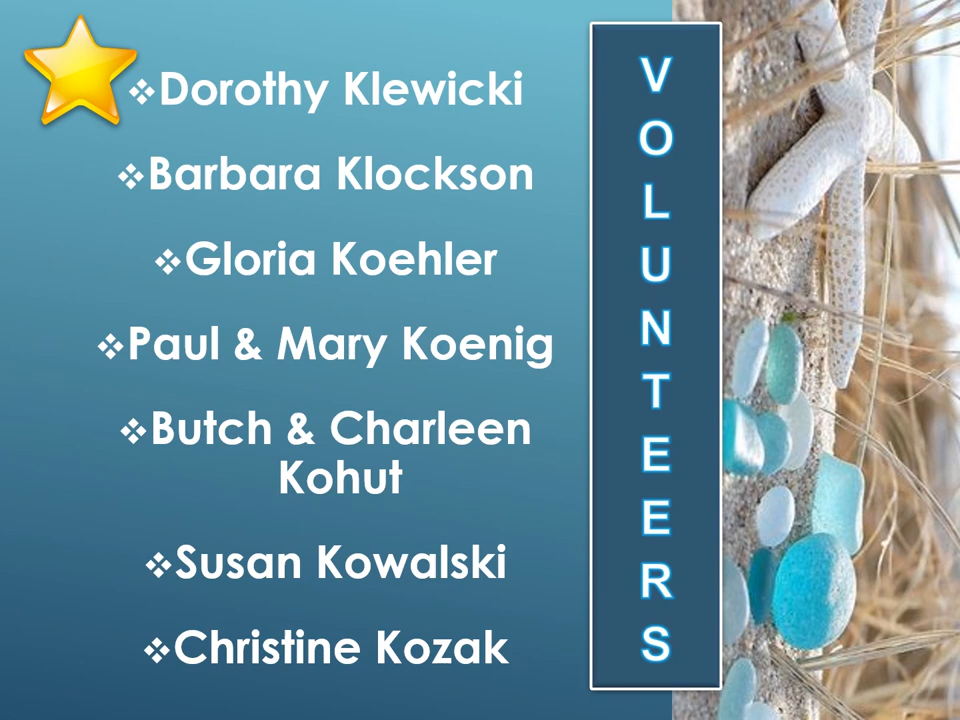 ❖Dorothy Klewicki
❖Barbara Klockson
❖Gloria Koehler
❖Paul & Mary Koenig
❖Butch & Charleen
Kohut
❖Susan Kowalski
❖Christine Kozak
V
O
L
U
N
T
E
E
R
S